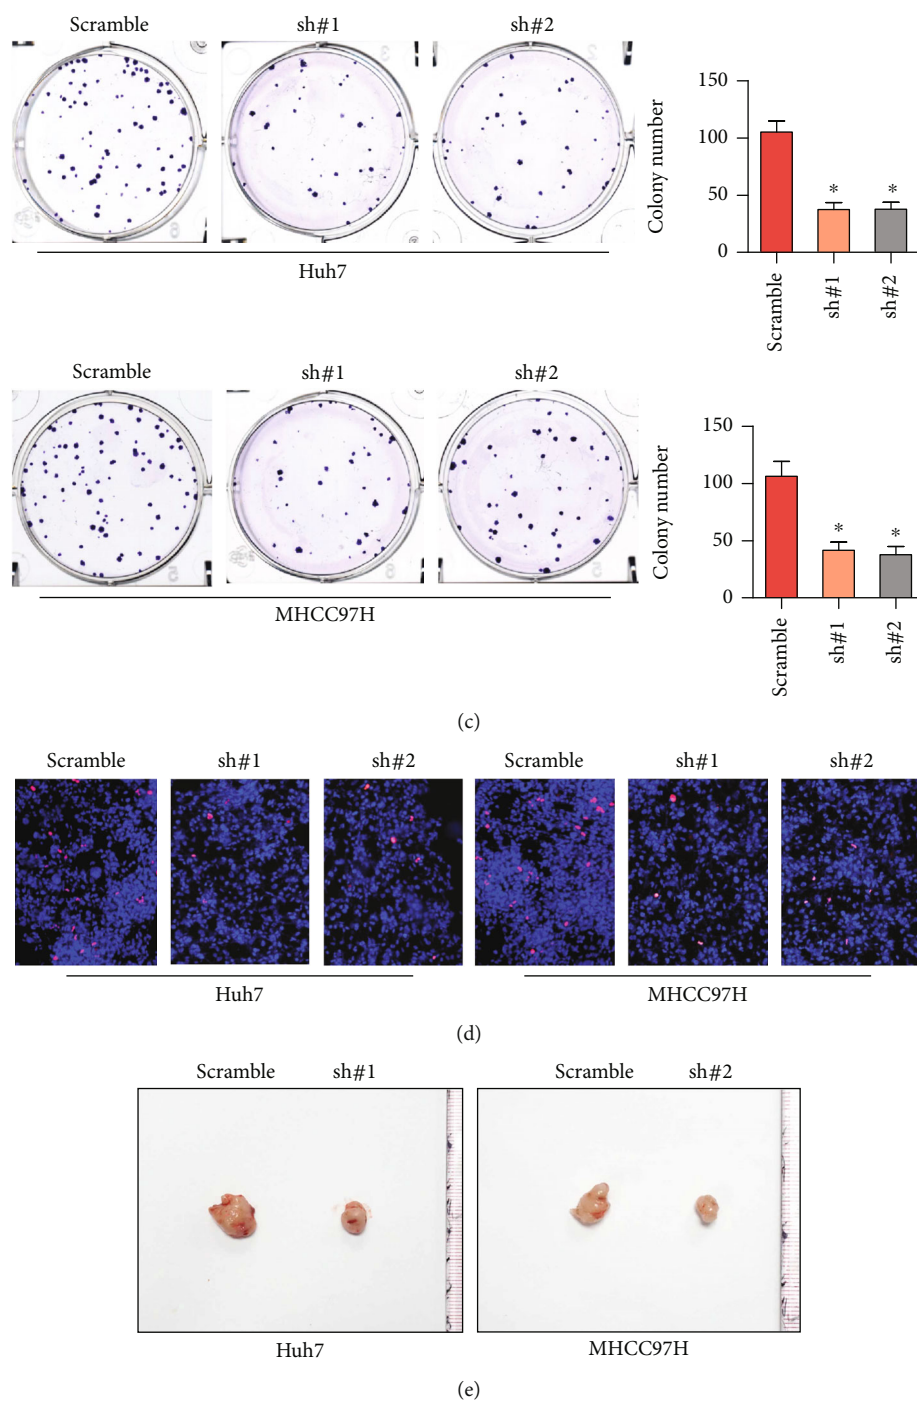 Scramble sh#1 sh#2
150
100
50
0
Colony number
* *
Scramble sh#1 sh#2
Huh7
Scramble sh#1 sh#2
150
100
50
0
Colony number
* *
Scramble sh#1 sh#2
MHCC97H
(c)
Scramble sh#1 sh#2 Scramble sh#1 sh#2
Huh7 MHCC97H
(d)
Scramble sh#1 Scramble sh#2
Huh7 MHCC97H
(e)